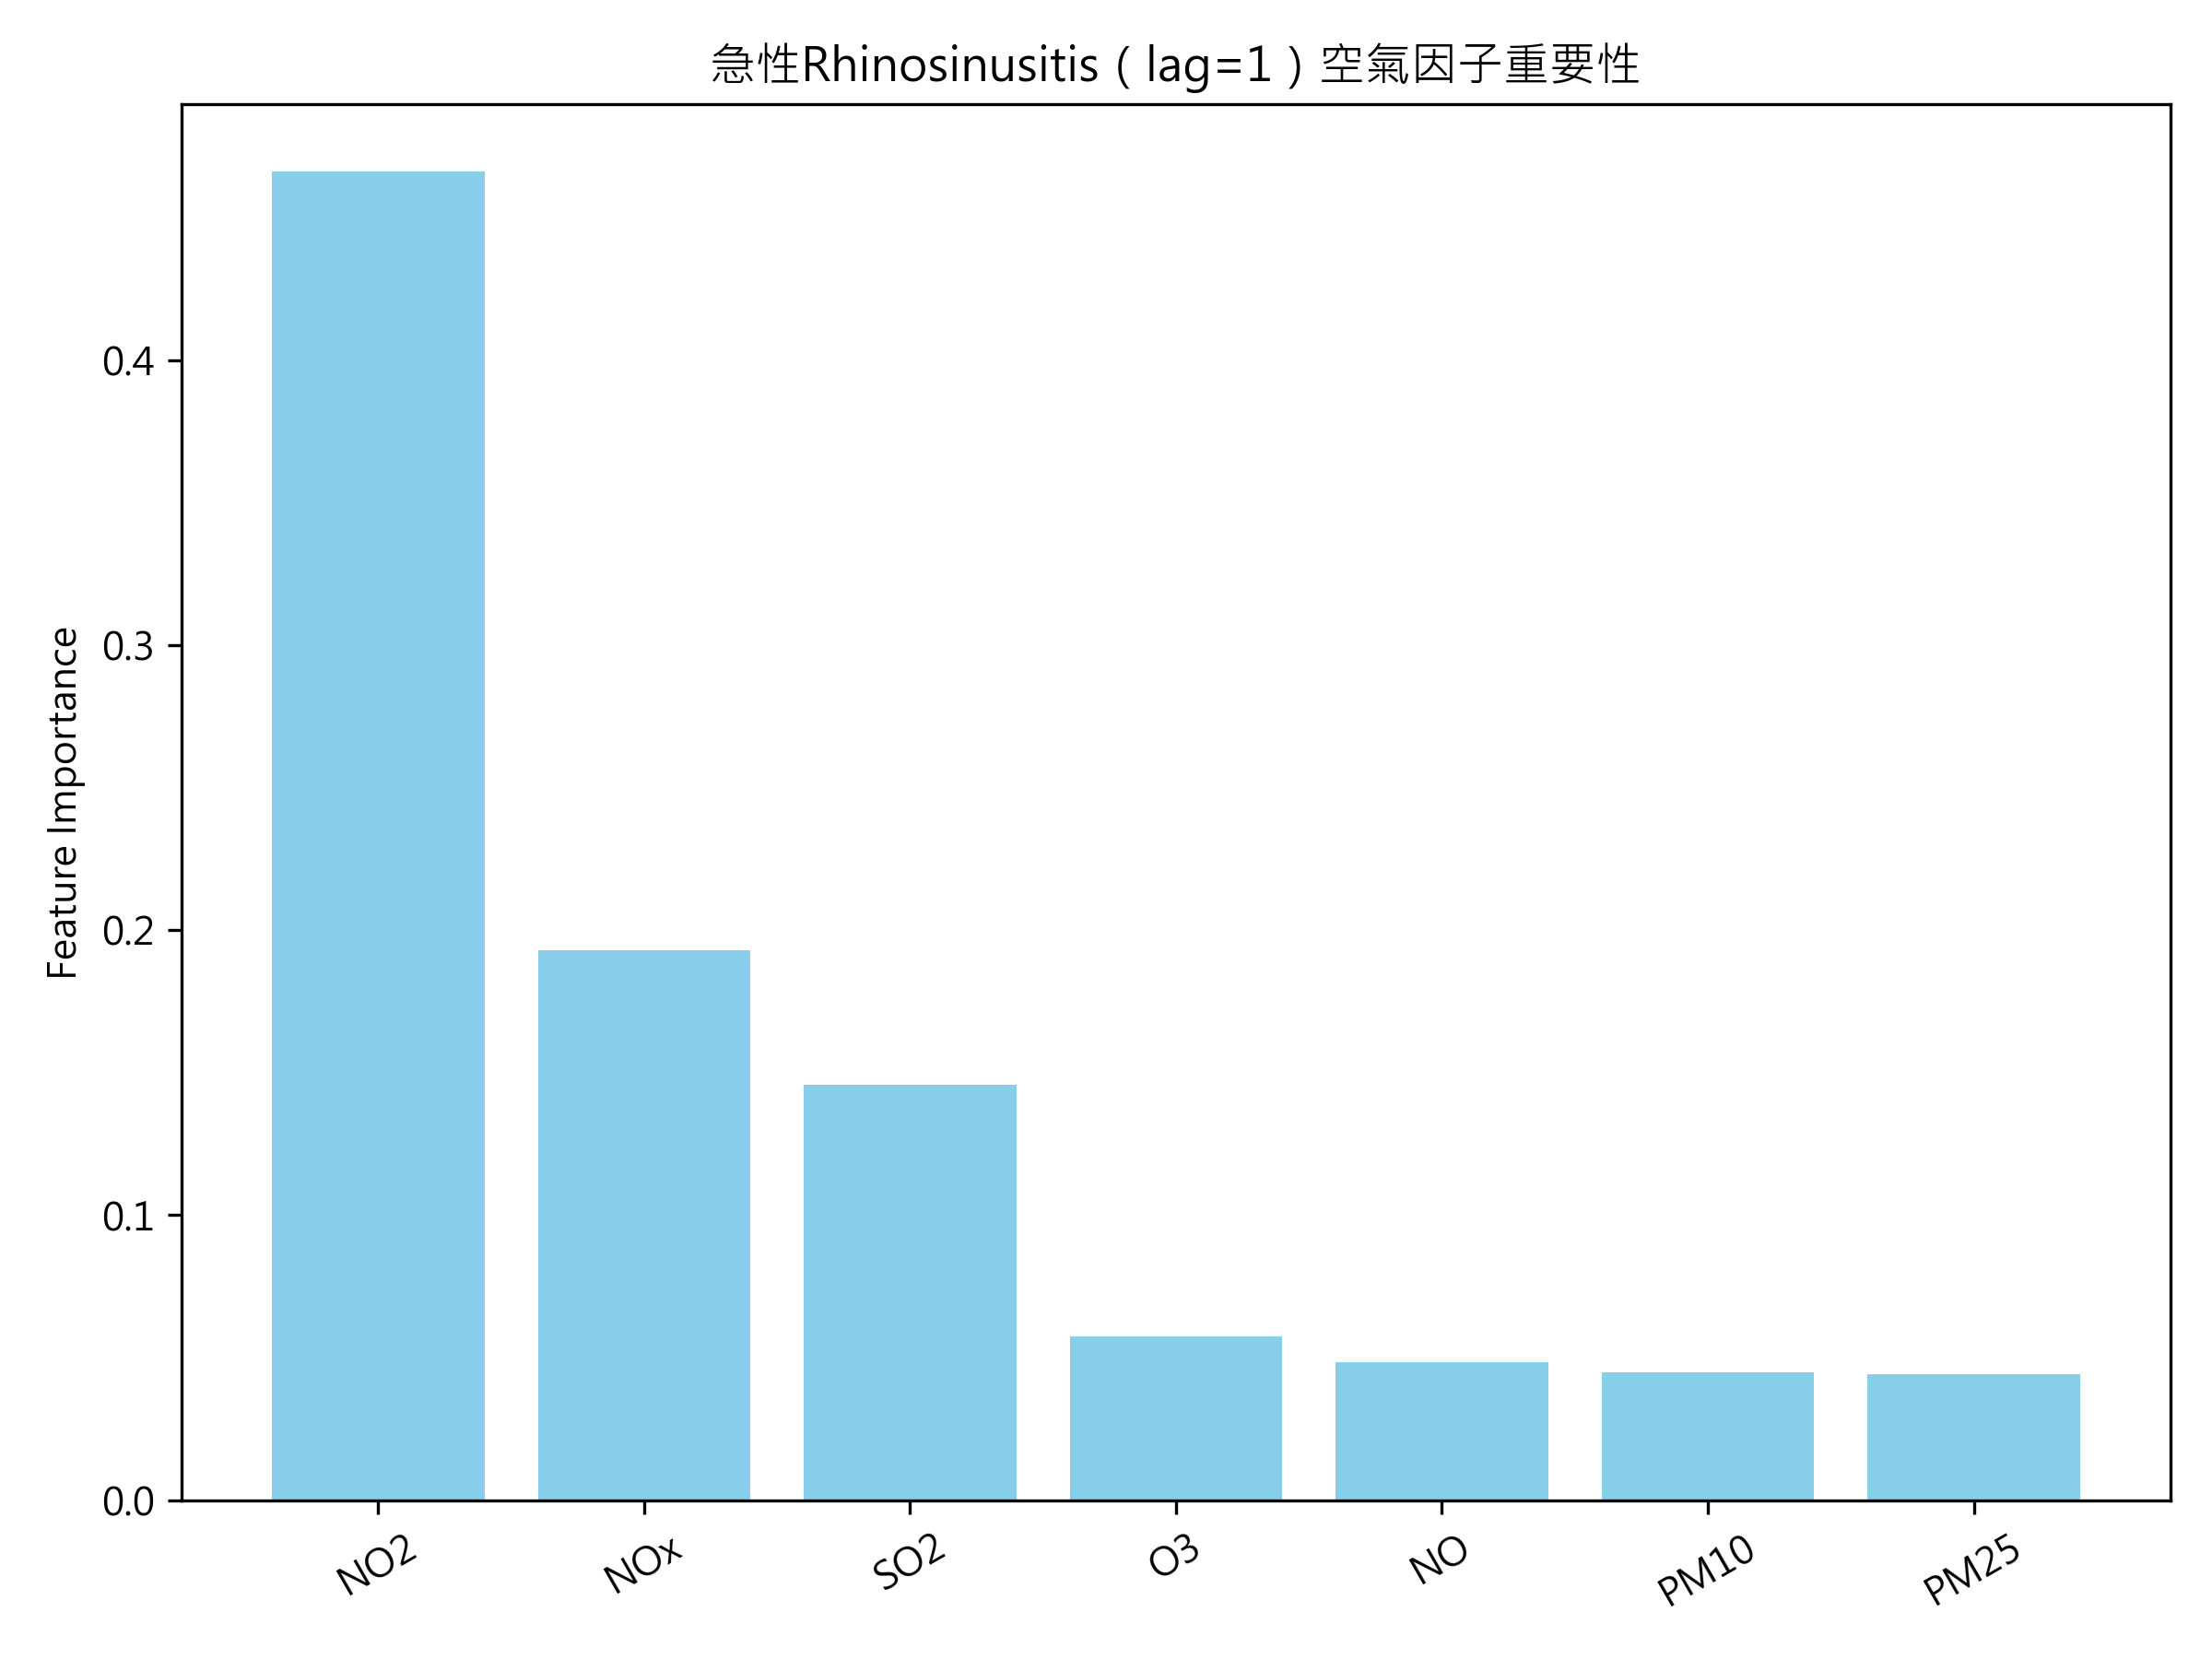 急性Rhinosinusitis（lag=1）空氣因子重要性
Feature Importance
0.4
0.3
0.2
0.1
0.0
NO2
NOx
SO2
O3
NO
PM10
PM25